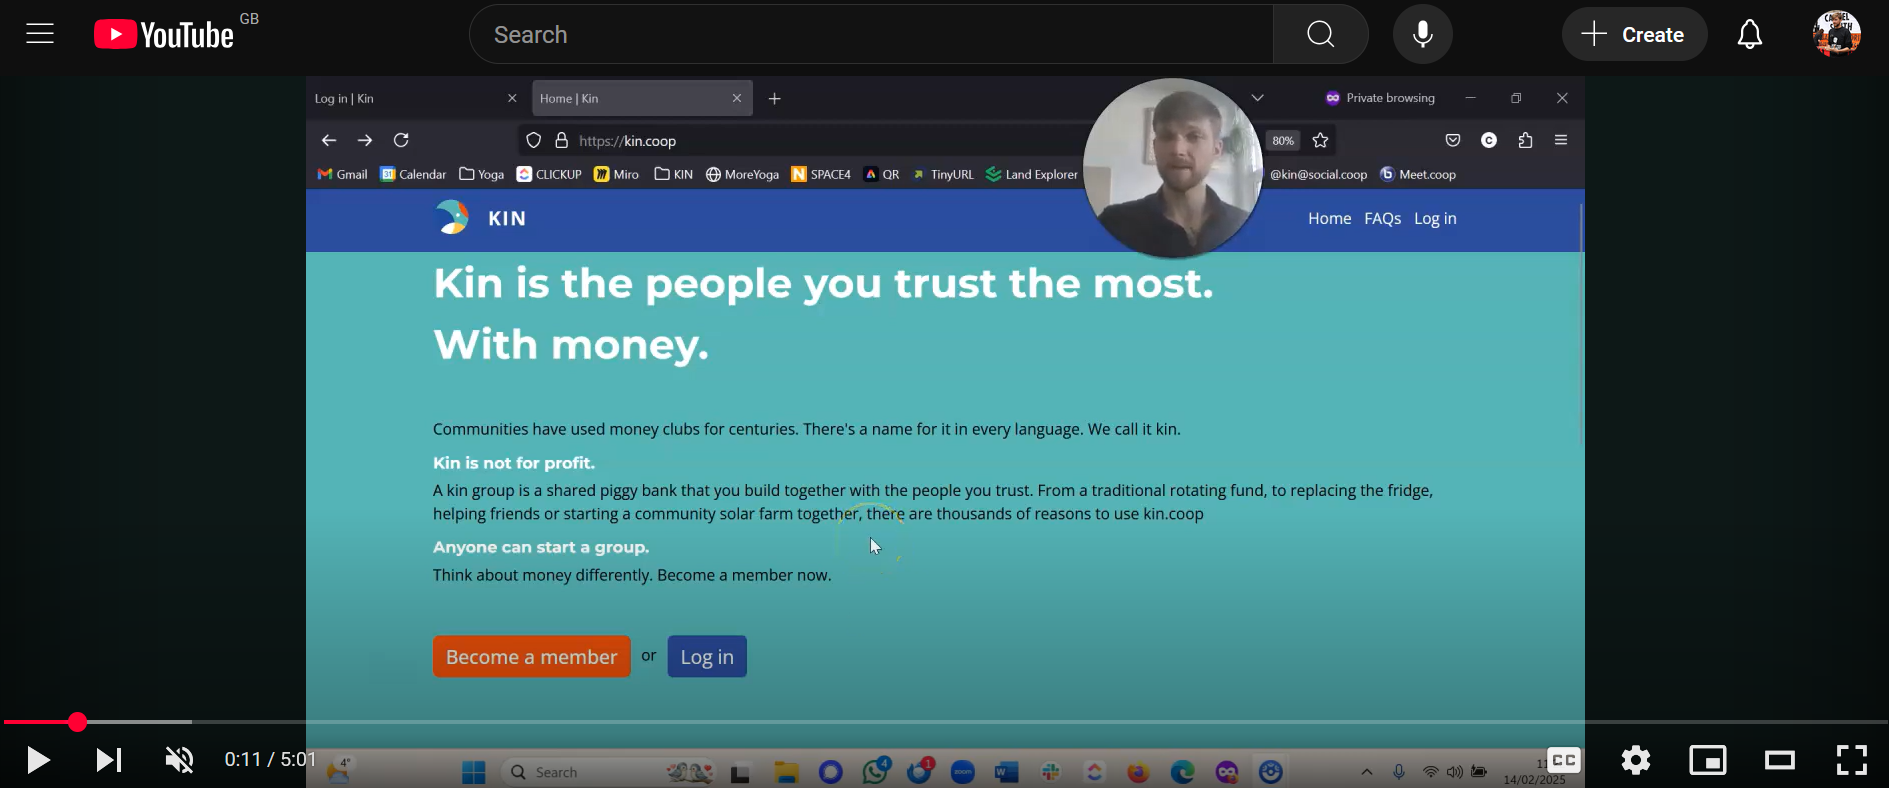 YouTube GB
Search
Create
Log in | Kin
Home | Kin
Private browsing
https://kin.coop
80%
Gmail Calendar Yoga CLICKUP Miro KIN MoreYoga SPACE4 QR TinyURL Land Explorer @kin@social.coop Meet.coop
KIN
Home FAQs Log in
Kin is the people you trust the most.
With money.
Communities have used money clubs for centuries. There's a name for it in every language. We call it kin.
Kin is not for profit.
A kin group is a shared piggy bank that you build together with the people you trust. From a traditional rotating fund, to replacing the fridge,
helping friends or starting a community solar farm together, there are thousands of reasons to use kin.coop
Anyone can start a group.
Think about money differently. Become a member now.
Become a member or Log in
0:11 / 5:01
4°
Search
4
1
zoom
CC
14/02/2025